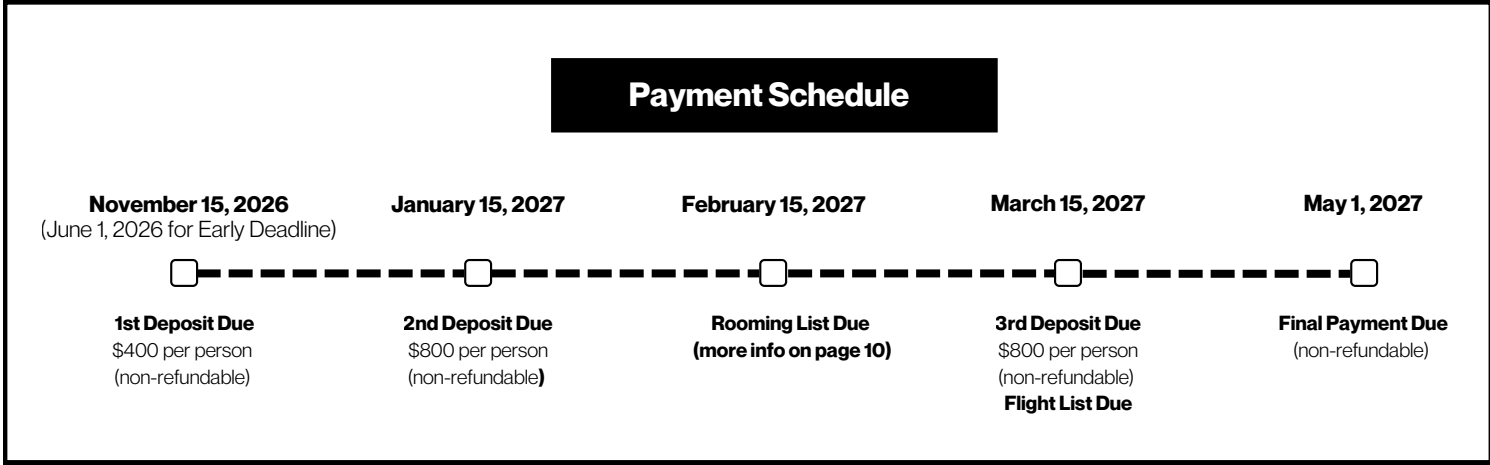 Payment Schedule
November 15, 2026
(June 1, 2026 for Early Deadline)
January 15, 2027
February 15, 2027
March 15, 2027
May 1, 2027
1st Deposit Due
$400 per person
(non-refundable)
2nd Deposit Due
$800 per person
(non-refundable)
Rooming List Due
(more info on page 10)
3rd Deposit Due
$800 per person
(non-refundable)
Flight List Due
Final Payment Due
(non-refundable)